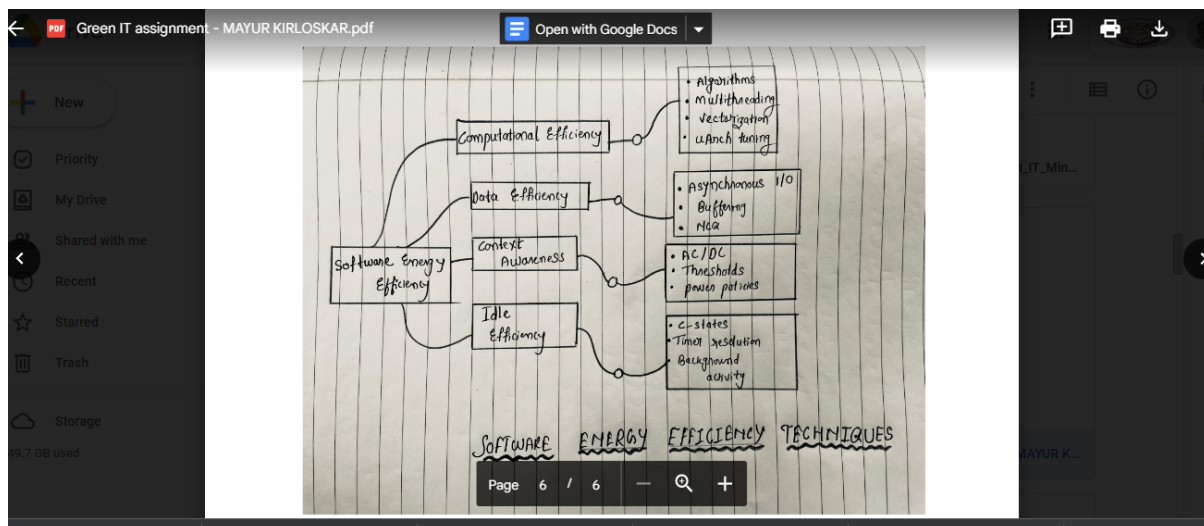 Green IT assignment - MAYUR KIRLOSKAR.pdf
Open with Google Docs
New
Priority
My Drive
Shared with me
Recent
Starred
Trash
Storage
49.7 GB used
_IT_Min...
MAYUR K...
Software Energy
Efficiency
Computational Efficiency
• Algorithms
• Multithreading
• Vectorization
• uArch tuning
Data Efficiency
• Asynchronous I/O
• Buffering
• NCQ
Context
Awareness
• AC/DC
• Thresholds
• power policies
Idle
Efficiency
• C-states
• Timer resolution
• Background
activity
SOFTWARE ENERGY EFFICIENCY TECHNIQUES
Page 6 / 6